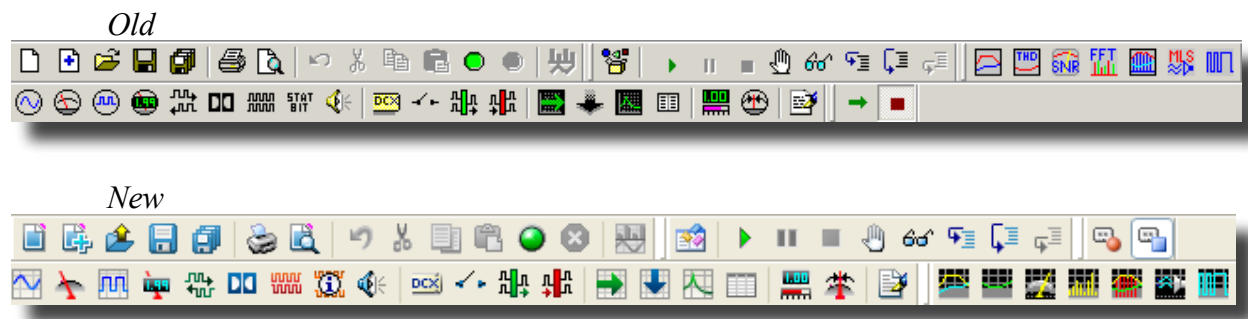 Old
THD SNR FFT MLS
1.99 STAT BIT DCX 1.00
New
1.99 DCX 1.00